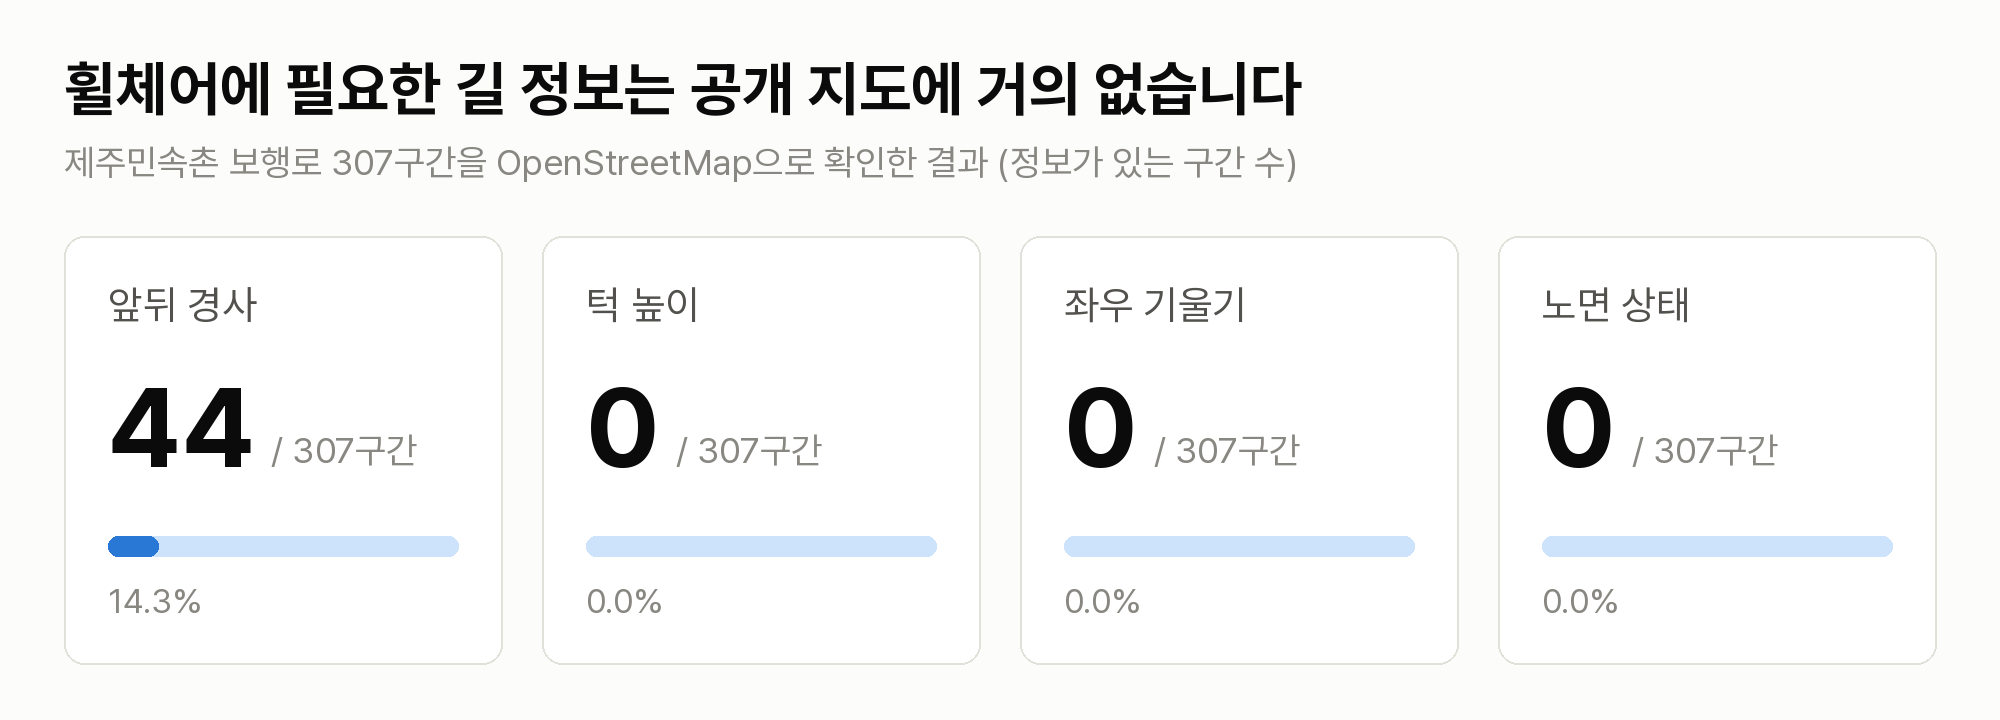 휠체어에 필요한 길 정보는 공개 지도에 거의 없습니다
제주민속촌 보행로 307구간을 OpenStreetMap으로 확인한 결과 (정보가 있는 구간 수)
앞뒤 경사
44 / 307구간
14.3%
턱 높이
0 / 307구간
0.0%
좌우 기울기
0 / 307구간
0.0%
노면 상태
0 / 307구간
0.0%